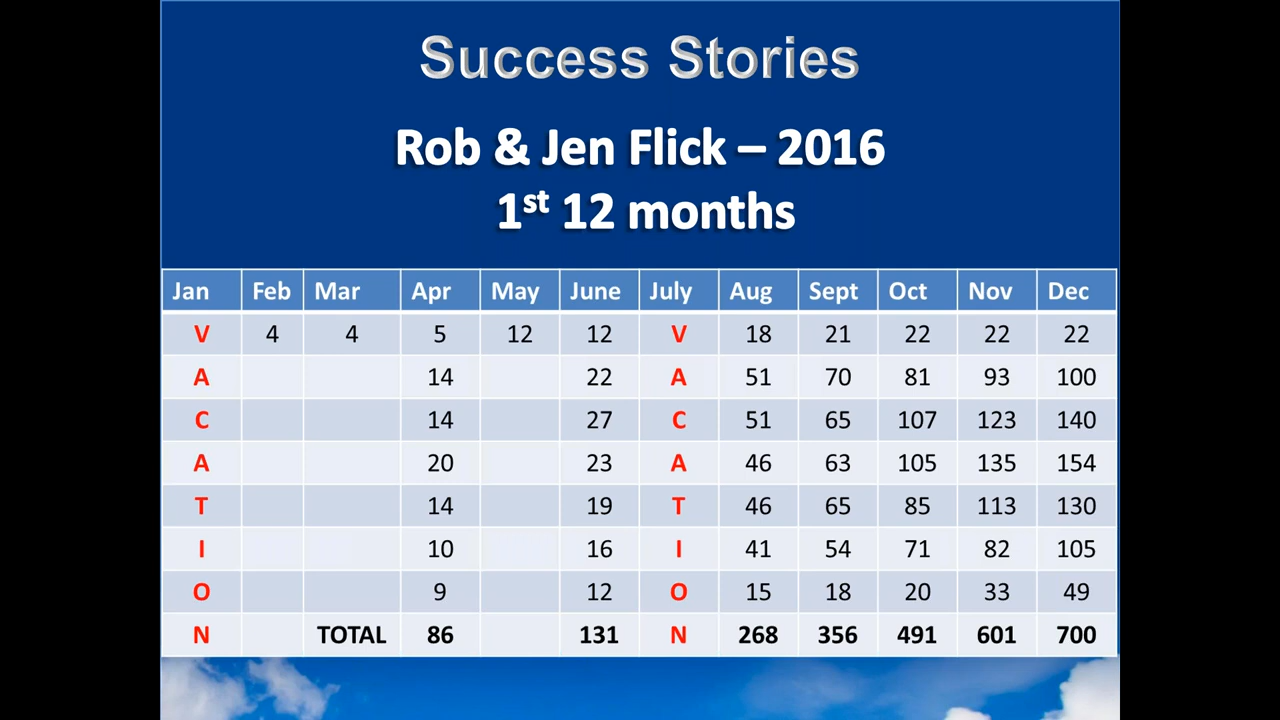 Success Stories
Rob & Jen Flick – 2016
1st 12 months
Jan Feb Mar Apr May June July Aug Sept Oct Nov Dec
V 4 4 5 12 12 V 18 21 22 22 22
A 14 22 A 51 70 81 93 100
C 14 27 C 51 65 107 123 140
A 20 23 A 46 63 105 135 154
T 14 19 T 46 65 85 113 130
I 10 16 I 41 54 71 82 105
O 9 12 O 15 18 20 33 49
N TOTAL 86 131 N 268 356 491 601 700